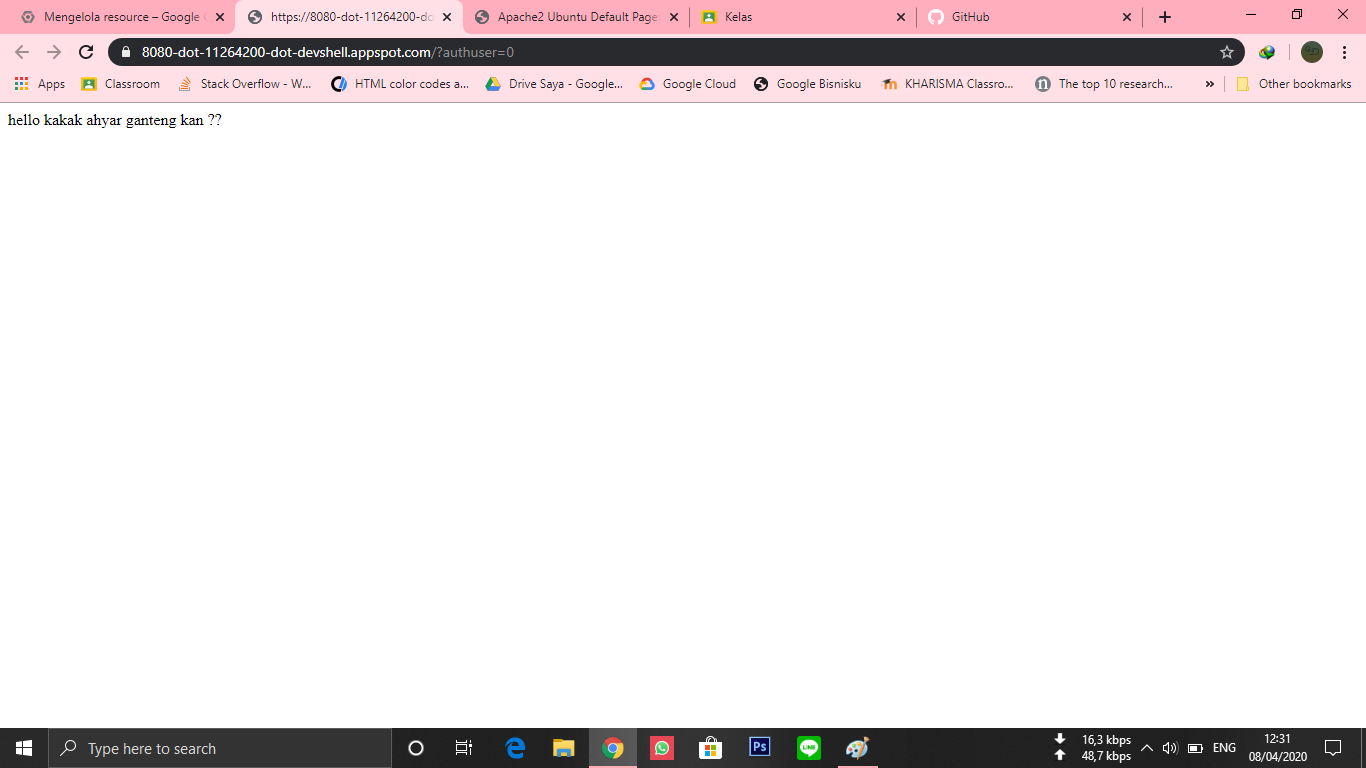 Mengelola resource – Google
https://8080-dot-11264200-do
Apache2 Ubuntu Default Page:
Kelas
GitHub
8080-dot-11264200-dot-devshell.appspot.com/?authuser=0
Apps
Classroom
Stack Overflow - W...
HTML color codes a...
Drive Saya - Google...
Google Cloud
Google Bisnisku
KHARISMA Classro...
The top 10 research...
»
Other bookmarks
hello kakak ahyar ganteng kan ??
Type here to search
Ps
LINE
16,3 kbps
48,7 kbps
ENG
12:31
08/04/2020